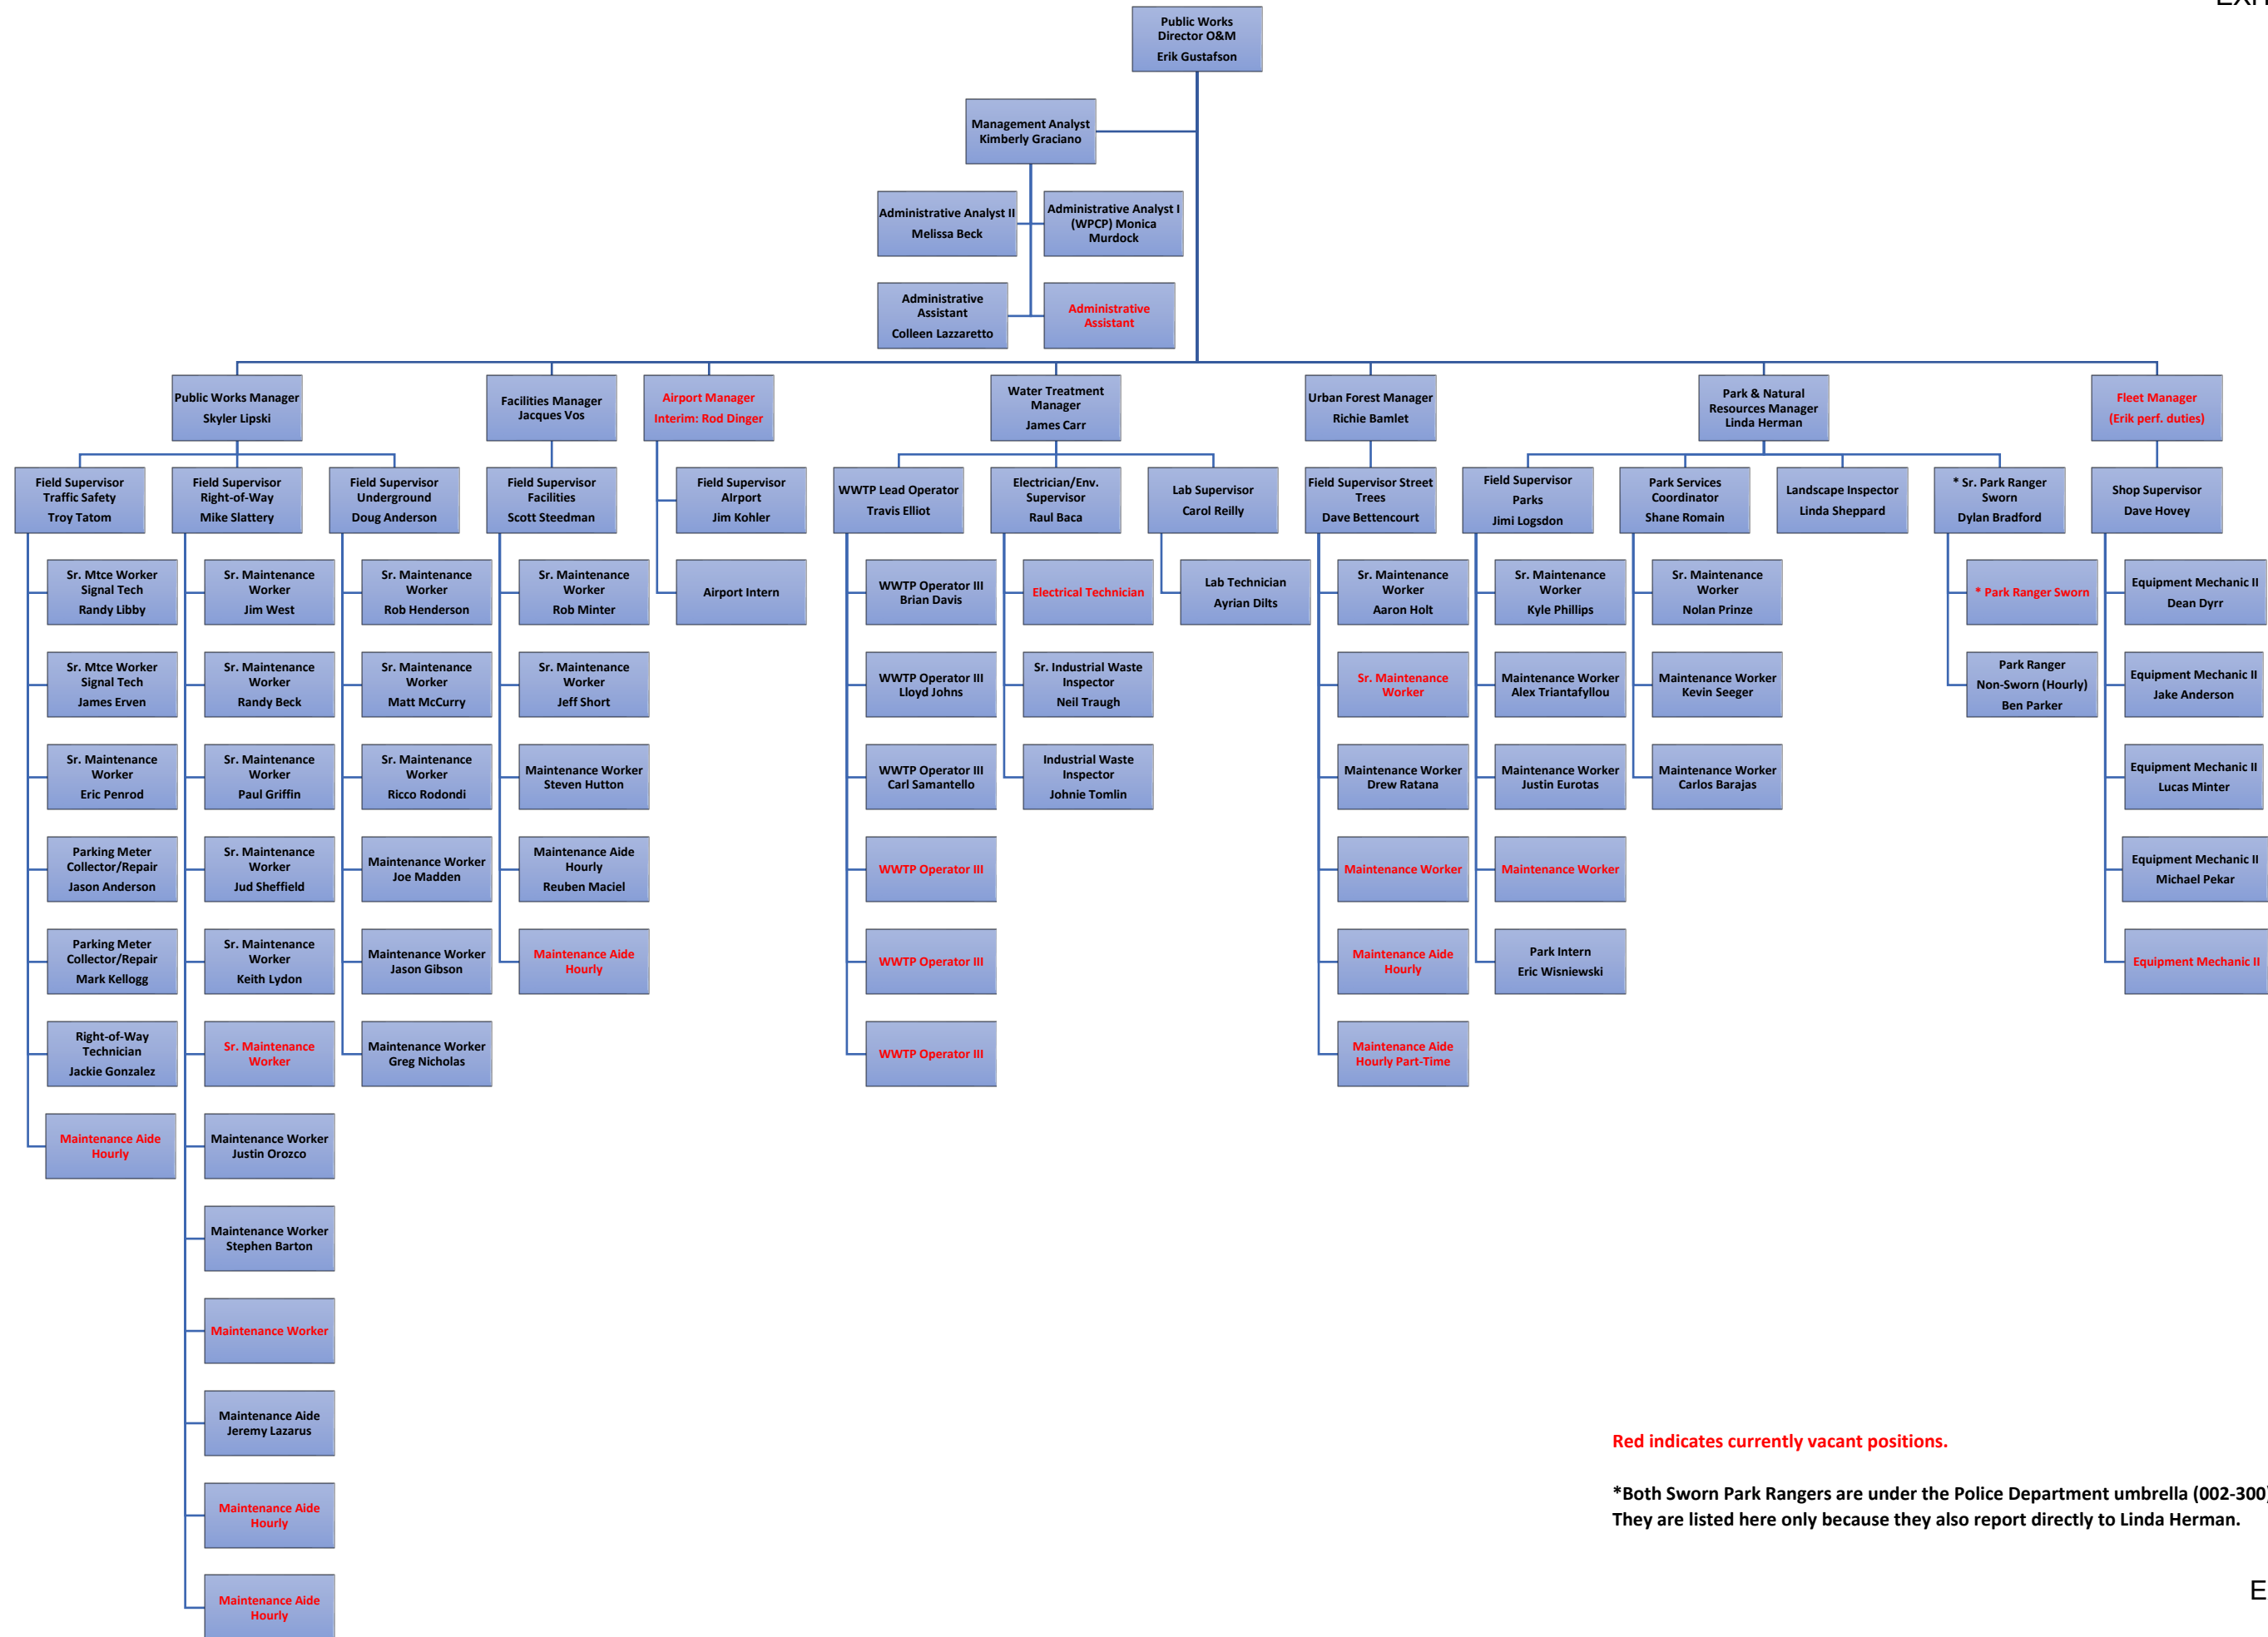 Public Works
Director O&M
Erik Gustafson
Management Analyst
Kimberly Graciano
Administrative Analyst II
Melissa Beck
Administrative Analyst I
(WPCP) Monica
Murdock
Administrative
Assistant
Colleen Lazzaretto
Administrative
Assistant
Public Works Manager
Skyler Lipski
Facilities Manager
Jacques Vos
Airport Manager
Interim: Rod Dinger
Water Treatment
Manager
James Carr
Urban Forest Manager
Richie Bamlet
Park & Natural
Resources Manager
Linda Herman
Fleet Manager
(Erik perf. duties)
Field Supervisor
Traffic Safety
Troy Tatom
Field Supervisor
Right-of-Way
Mike Slattery
Field Supervisor
Underground
Doug Anderson
Field Supervisor
Facilities
Scott Steedman
Field Supervisor
AIrport
Jim Kohler
WWTP Lead Operator
Travis Elliot
Electrician/Env.
Supervisor
Raul Baca
Lab Supervisor
Carol Reilly
Field Supervisor Street
Trees
Dave Bettencourt
Field Supervisor
Parks
Jimi Logsdon
Park Services
Coordinator
Shane Romain
Landscape Inspector
Linda Sheppard
* Sr. Park Ranger
Sworn
Dylan Bradford
Shop Supervisor
Dave Hovey
Sr. Mtce Worker
Signal Tech
Randy Libby
Sr. Maintenance
Worker
Jim West
Sr. Maintenance
Worker
Rob Henderson
Sr. Maintenance
Worker
Rob Minter
Airport Intern
WWTP Operator III
Brian Davis
Electrical Technician
Lab Technician
Ayrian Dilts
Sr. Maintenance
Worker
Aaron Holt
Sr. Maintenance
Worker
Kyle Phillips
Sr. Maintenance
Worker
Nolan Prinze
* Park Ranger Sworn
Equipment Mechanic II
Dean Dyrr
Sr. Mtce Worker
Signal Tech
James Erven
Sr. Maintenance
Worker
Randy Beck
Sr. Maintenance
Worker
Matt McCurry
Sr. Maintenance
Worker
Jeff Short
WWTP Operator III
Lloyd Johns
Sr. Industrial Waste
Inspector
Neil Traugh
Sr. Maintenance
Worker
Maintenance Worker
Alex Triantafyllou
Maintenance Worker
Kevin Seeger
Park Ranger
Non-Sworn (Hourly)
Ben Parker
Equipment Mechanic II
Jake Anderson
Sr. Maintenance
Worker
Eric Penrod
Sr. Maintenance
Worker
Paul Griffin
Sr. Maintenance
Worker
Ricco Rodondi
Maintenance Worker
Steven Hutton
WWTP Operator III
Carl Samantello
Industrial Waste
Inspector
Johnie Tomlin
Maintenance Worker
Drew Ratana
Maintenance Worker
Justin Eurotas
Maintenance Worker
Carlos Barajas
Equipment Mechanic II
Lucas Minter
Parking Meter
Collector/Repair
Jason Anderson
Sr. Maintenance
Worker
Jud Sheffield
Maintenance Worker
Joe Madden
Maintenance Aide
Hourly
Reuben Maciel
WWTP Operator III
Maintenance Worker
Maintenance Worker
Equipment Mechanic II
Michael Pekar
Parking Meter
Collector/Repair
Mark Kellogg
Sr. Maintenance
Worker
Keith Lydon
Maintenance Worker
Jason Gibson
Maintenance Aide
Hourly
WWTP Operator III
Maintenance Aide
Hourly
Park Intern
Eric Wisniewski
Equipment Mechanic II
Right-of-Way
Technician
Jackie Gonzalez
Sr. Maintenance
Worker
Maintenance Worker
Greg Nicholas
WWTP Operator III
Maintenance Aide
Hourly Part-Time
Maintenance Aide
Hourly
Maintenance Worker
Justin Orozco
Maintenance Worker
Stephen Barton
Maintenance Worker
Maintenance Aide
Jeremy Lazarus
Maintenance Aide
Hourly
Maintenance Aide
Hourly
Red indicates currently vacant positions.
*Both Sworn Park Rangers are under the Police Department umbrella (002-300)
They are listed here only because they also report directly to Linda Herman.
E